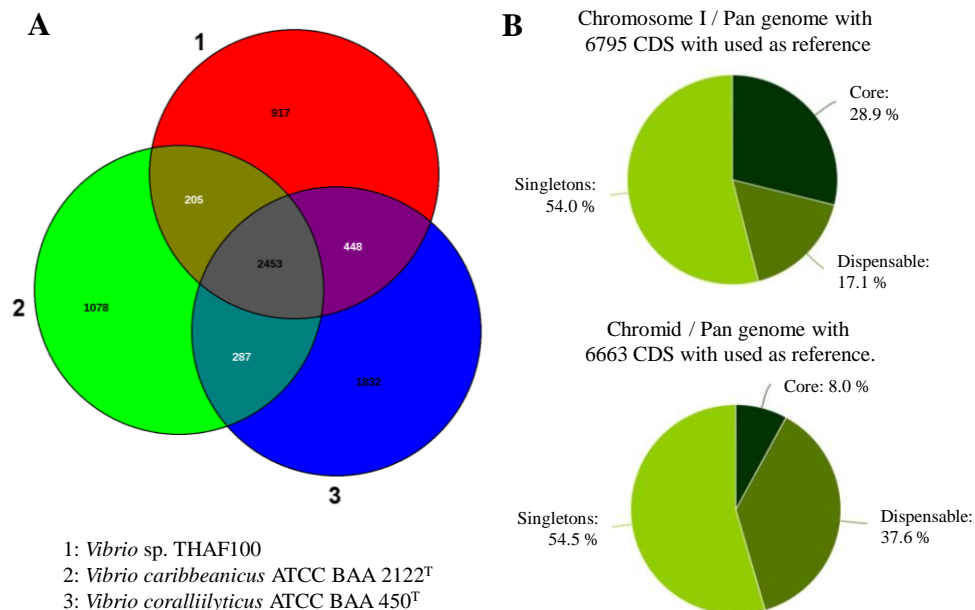 A
1
917
205
448
2453
2
1078
287
1832
3
1: Vibrio sp. THAF100
2: Vibrio caribbeanicus ATCC BAA 2122ᵀ
3: Vibrio coralliilyticus ATCC BAA 450ᵀ
B
Chromosome I / Pan genome with
6795 CDS with used as reference
Core:
28.9 %
Singletons:
54.0 %
Dispensable:
17.1 %
Chromid / Pan genome with
6663 CDS with used as reference.
Core: 8.0 %
Singletons:
54.5 %
Dispensable:
37.6 %